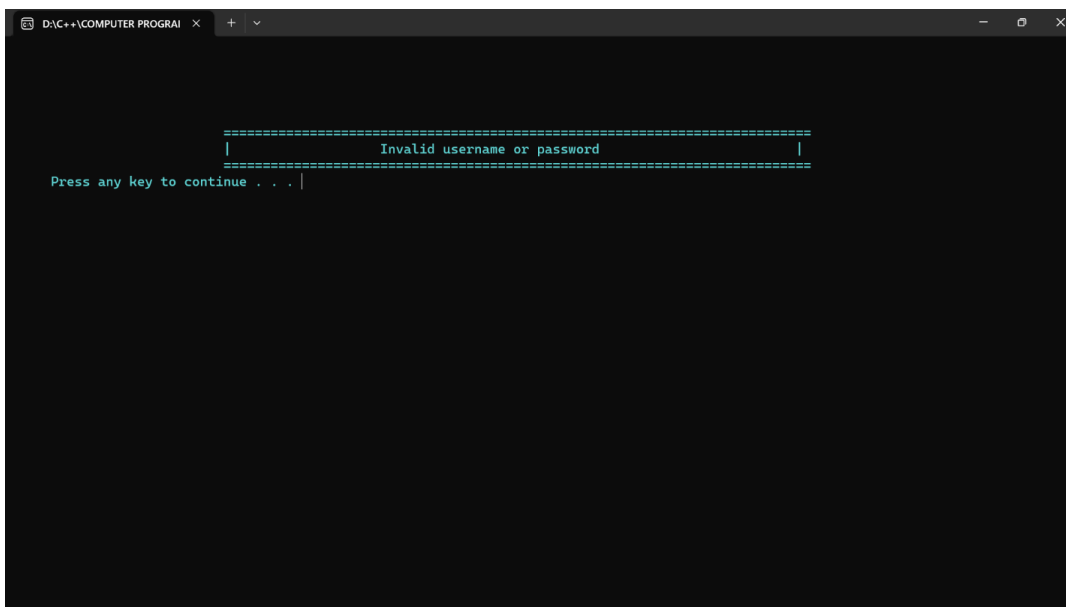 D:\C++\COMPUTER PROGRAI
===========================================================================
| Invalid username or password |
===========================================================================
Press any key to continue . . .